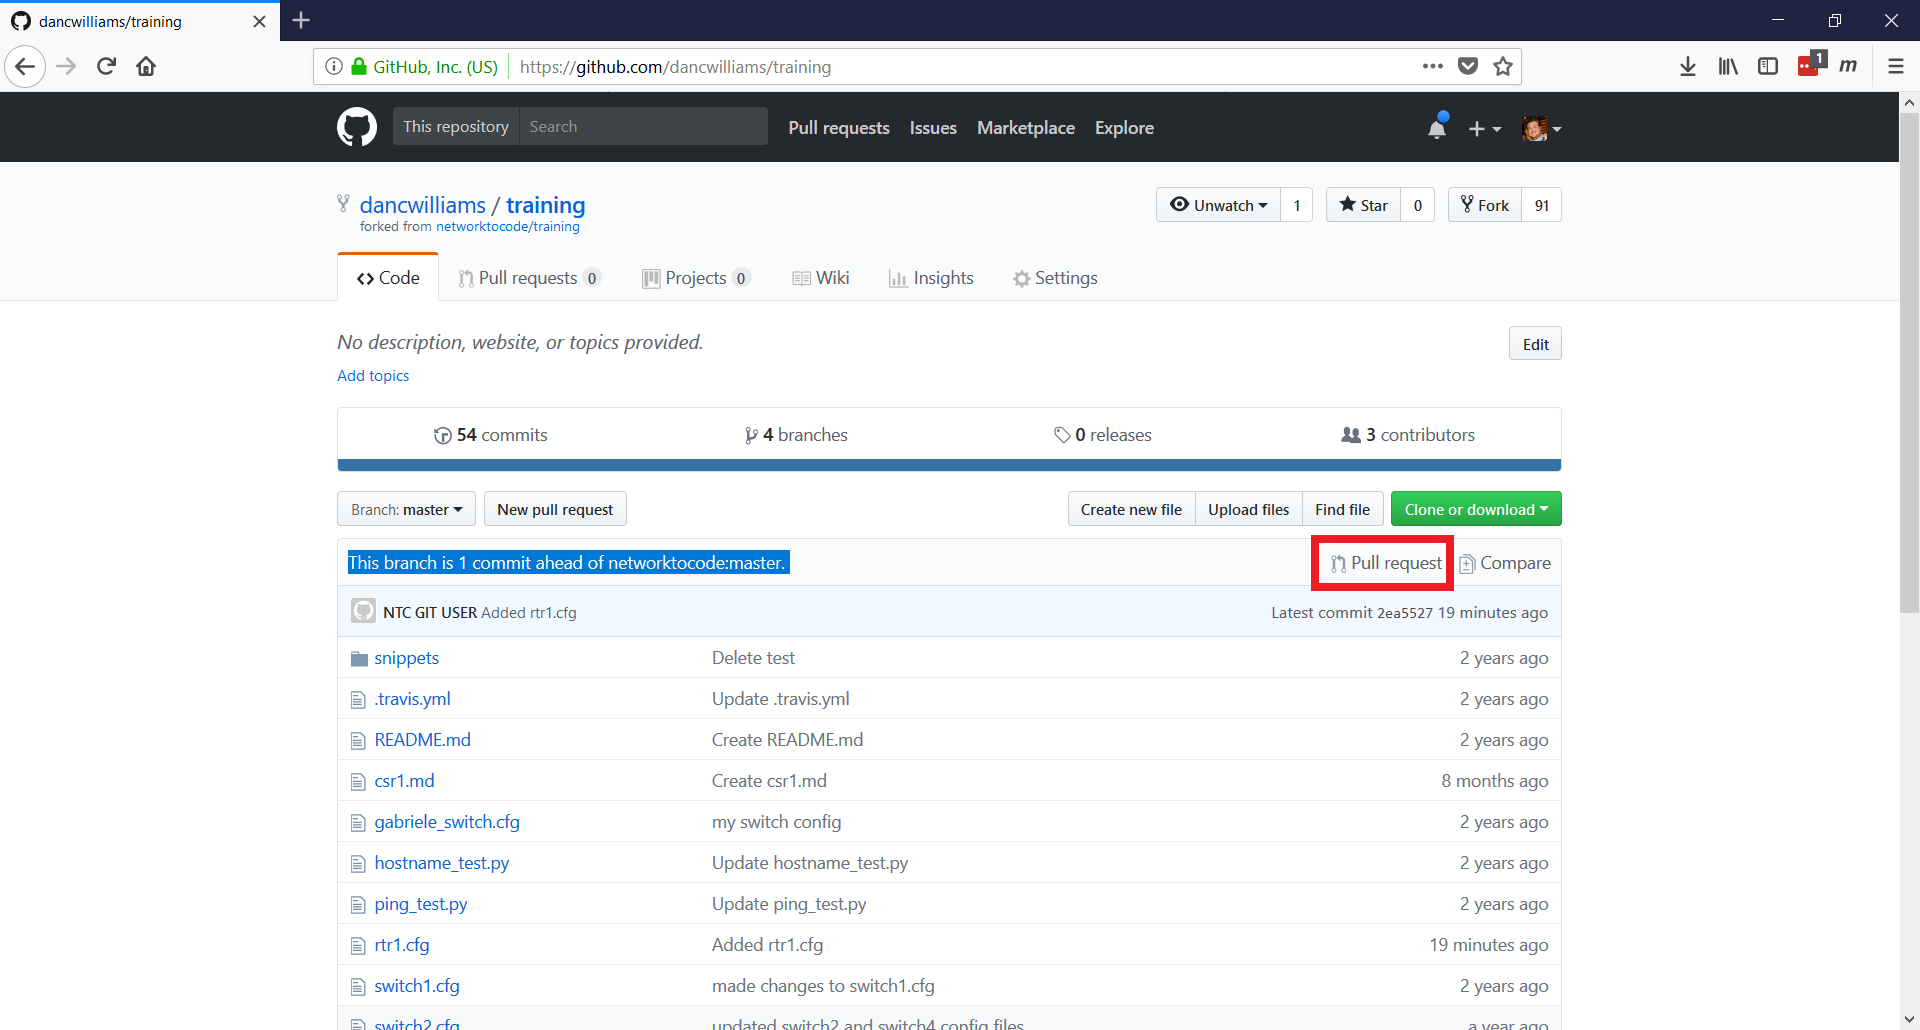 dancwilliams/training
GitHub, Inc. (US) https://github.com/dancwilliams/training
1
m
This repository Search Pull requests Issues Marketplace Explore
dancwilliams / training
Unwatch 1 Star 0 Fork 91
forked from networktocode/training
Code Pull requests 0 Projects 0 Wiki Insights Settings
No description, website, or topics provided.
Edit
Add topics
54 commits 4 branches 0 releases 3 contributors
Branch: master New pull request Create new file Upload files Find file Clone or download
This branch is 1 commit ahead of networktocode:master. Pull request Compare
NTC GIT USER Added rtr1.cfg Latest commit 2ea5527 19 minutes ago
snippets Delete test 2 years ago
.travis.yml Update .travis.yml 2 years ago
README.md Create README.md 2 years ago
csr1.md Create csr1.md 8 months ago
gabriele_switch.cfg my switch config 2 years ago
hostname_test.py Update hostname_test.py 2 years ago
ping_test.py Update ping_test.py 2 years ago
rtr1.cfg Added rtr1.cfg 19 minutes ago
switch1.cfg made changes to switch1.cfg 2 years ago
switch2.cfg updated switch2 and switch4 config files a year ago